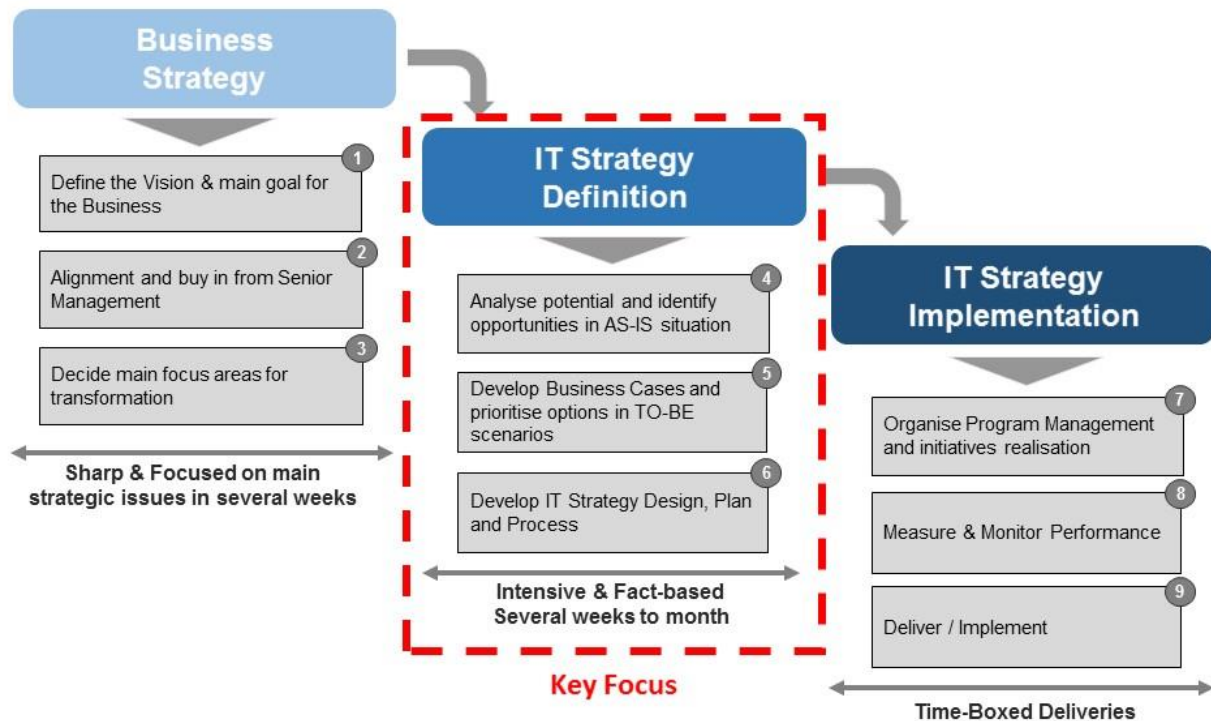 Business
Strategy
1
Define the Vision & main goal for
the Business
2
Alignment and buy in from Senior
Management
3
Decide main focus areas for
transformation
Sharp & Focused on main
strategic issues in several weeks
IT Strategy
Definition
4
Analyse potential and identify
opportunities in AS-IS situation
5
Develop Business Cases and
prioritise options in TO-BE
scenarios
6
Develop IT Strategy Design, Plan
and Process
Intensive & Fact-based
Several weeks to month
Key Focus
IT Strategy
Implementation
7
Organise Program Management
and initiatives realisation
8
Measure & Monitor Performance
9
Deliver / Implement
Time-Boxed Deliveries